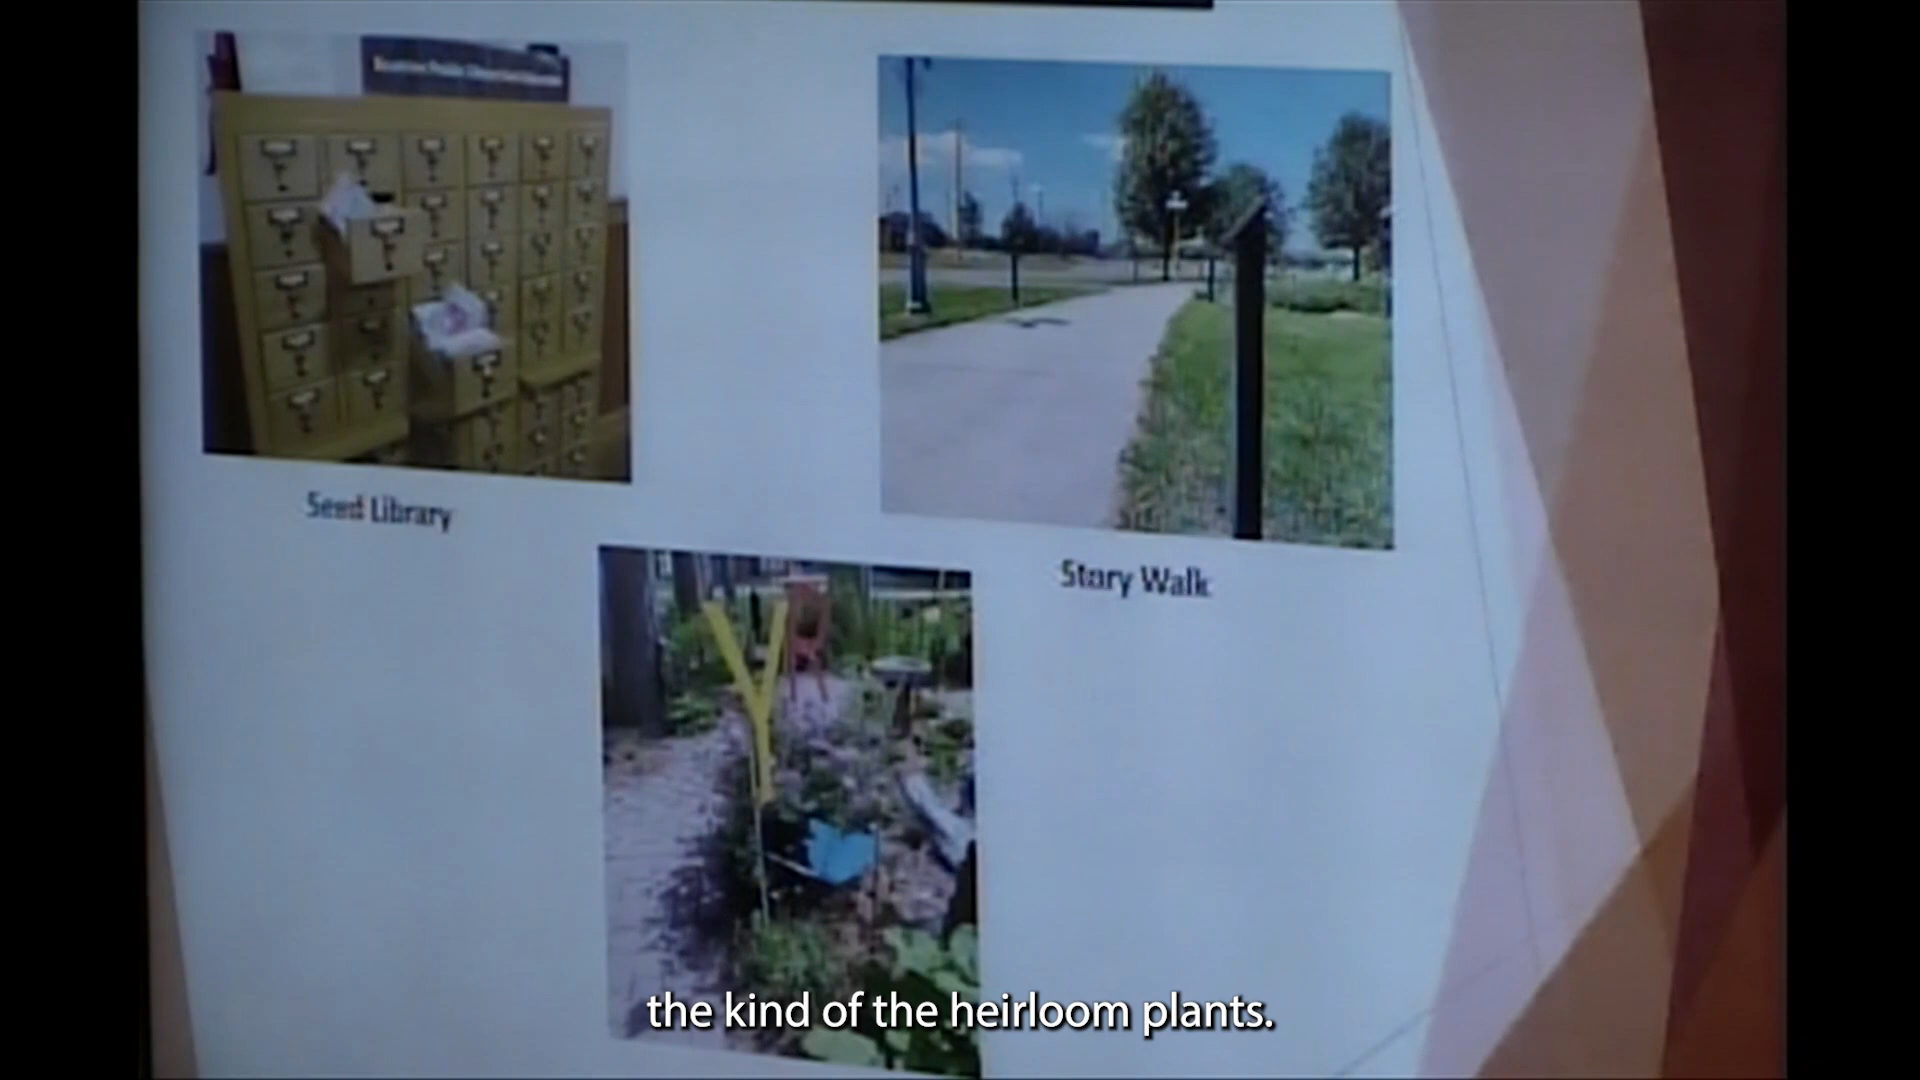 Seed Library
Story Walk
the kind of the heirloom plants.